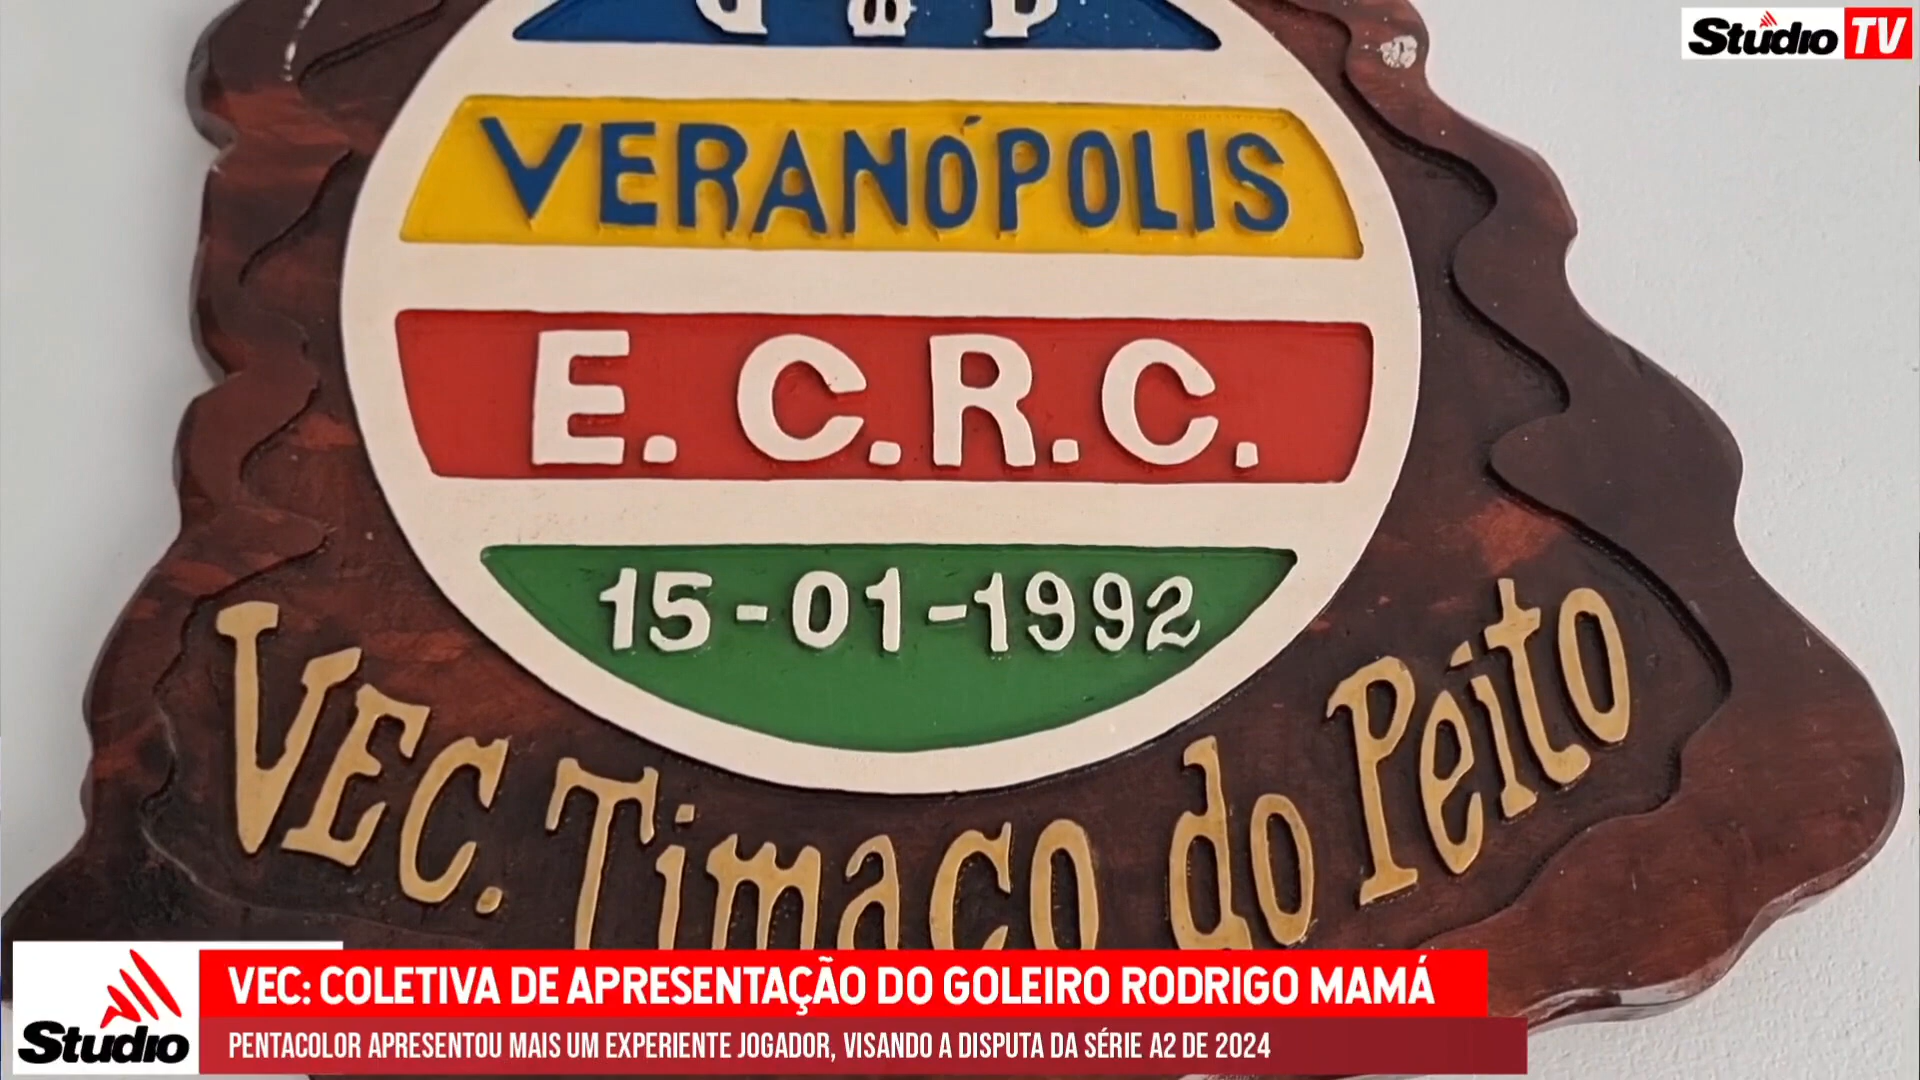 Studio TV
VERANÓPOLIS
E. C. R. C.
15-01-1992
VEC. Timaço do Peito
VEC: COLETIVA DE APRESENTAÇÃO DO GOLEIRO RODRIGO MAMÁ
Studio
PENTACOLOR APRESENTOU MAIS UM EXPERIENTE JOGADOR, VISANDO A DISPUTA DA SÉRIE A2 DE 2024